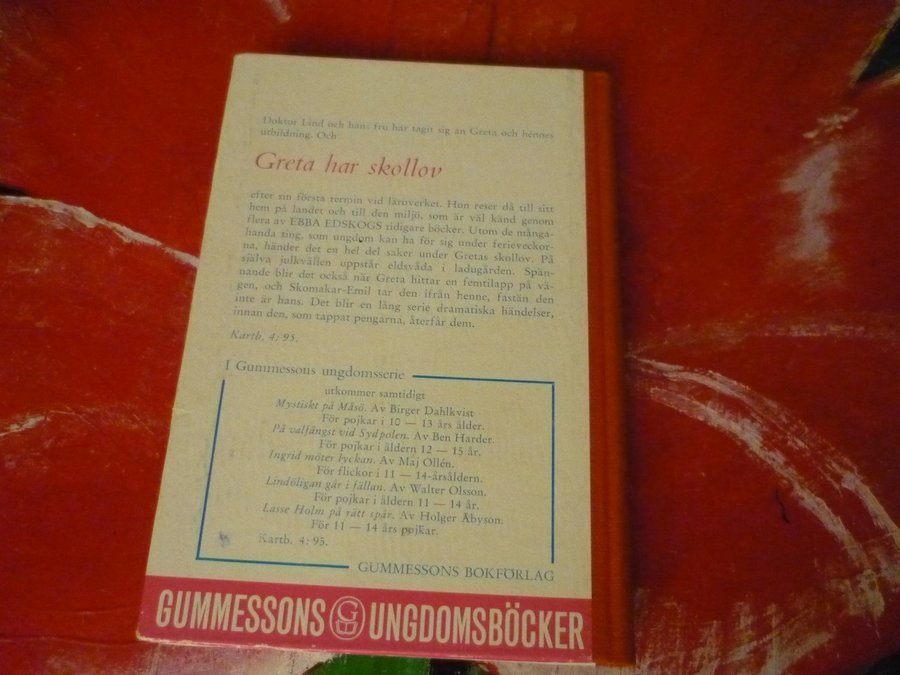 Doktor Lind och hans fru har tagit sig an Greta och hennes
utbildning. Och
Greta har skollov
efter sin första termin vid läroverket. Hon reser då till sitt
hem på landet och till den miljö, som är väl känd genom
flera av EBBA EDSKOGS tidigare böcker. Utom de många-
handa ting, som ungdom kan ha för sig under ferieveckor-
na, händer det en hel del saker under Gretas skollov. På
själva julkvällen uppstår eldsvåda i ladugården. Spän-
nande blir det också när Greta hittar en femtilapp på vä-
gen, och Skomakar-Emil tar den ifrån henne, fastän den
inte är hans. Det blir en lång serie dramatiska händelser,
innan den, som tappat pengarna, återfår dem.
Kartb. 4: 95.
I Gummessons ungdomsserie
utkommer samtidigt
Mystiskt på Måsö. Av Birger Dahlkvist
För pojkar i 10 — 13 års ålder.
På valfångst vid Sydpolen. Av Ben Harder.
För pojkar i åldern 12 — 15 år.
Ingrid möter lyckan. Av Maj Ollén.
För flickor i 11 — 14-årsåldern.
Lindöligan går i fällan. Av Walter Olsson.
För pojkar i åldern 11 — 14 år.
Lasse Holm på rätt spår. Av Holger Åbyson.
För 11 — 14 års pojkar.
Kartb. 4: 95.
GUMMESSONS BOKFÖRLAG
GUMMESSONS G UNGDOMSBÖCKER